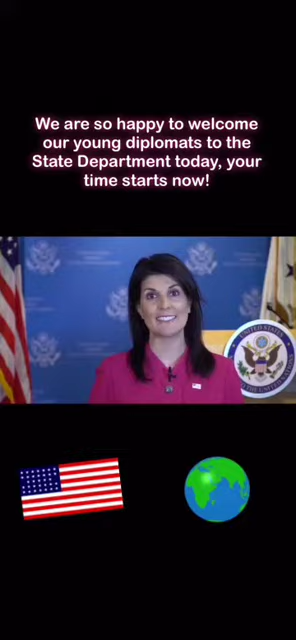 We are so happy to welcome
our young diplomats to the
State Department today, your
time starts now!